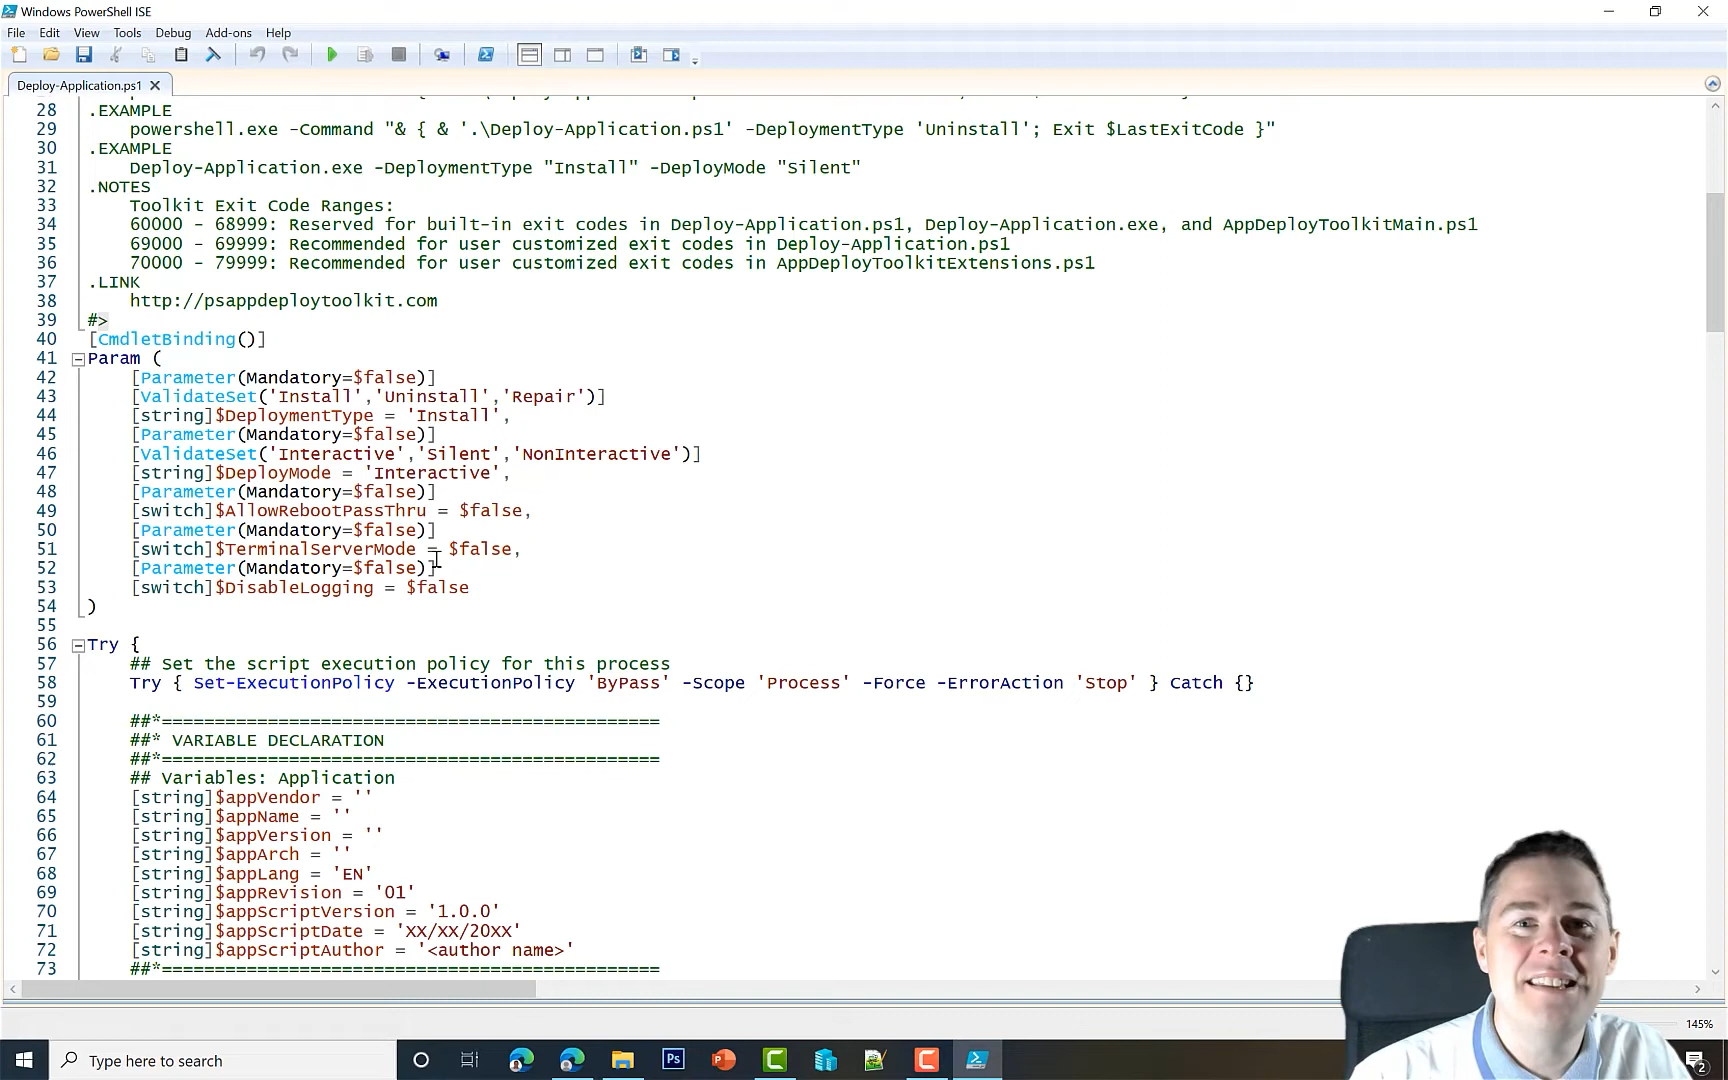 Windows PowerShell ISE
File Edit View Tools Debug Add-ons Help
Deploy-Application.ps1
28 .EXAMPLE
29 powershell.exe -Command "& { & '.\Deploy-Application.ps1' -DeploymentType 'Uninstall'; Exit $LastExitCode }"
30 .EXAMPLE
31 Deploy-Application.exe -DeploymentType "Install" -DeployMode "Silent"
32 .NOTES
33 Toolkit Exit Code Ranges:
34 60000 - 68999: Reserved for built-in exit codes in Deploy-Application.ps1, Deploy-Application.exe, and AppDeployToolkitMain.ps1
35 69000 - 69999: Recommended for user customized exit codes in Deploy-Application.ps1
36 70000 - 79999: Recommended for user customized exit codes in AppDeployToolkitExtensions.ps1
37 .LINK
38 http://psappdeploytoolkit.com
39 #>
40 [CmdletBinding()]
41 Param (
42 [Parameter(Mandatory=$false)]
43 [ValidateSet('Install','Uninstall','Repair')]
44 [string]$DeploymentType = 'Install',
45 [Parameter(Mandatory=$false)]
46 [ValidateSet('Interactive','Silent','NonInteractive')]
47 [string]$DeployMode = 'Interactive',
48 [Parameter(Mandatory=$false)]
49 [switch]$AllowRebootPassThru = $false,
50 [Parameter(Mandatory=$false)]
51 [switch]$TerminalServerMode = $false,
52 [Parameter(Mandatory=$false)]
53 [switch]$DisableLogging = $false
54 )
55
56 Try {
57 ## Set the script execution policy for this process
58 Try { Set-ExecutionPolicy -ExecutionPolicy 'ByPass' -Scope 'Process' -Force -ErrorAction 'Stop' } Catch {}
59
60 ##*===============================================
61 ##* VARIABLE DECLARATION
62 ##*===============================================
63 ## Variables: Application
64 [string]$appVendor = ''
65 [string]$appName = ''
66 [string]$appVersion = ''
67 [string]$appArch = ''
68 [string]$appLang = 'EN'
69 [string]$appRevision = '01'
70 [string]$appScriptVersion = '1.0.0'
71 [string]$appScriptDate = 'XX/XX/20XX'
72 [string]$appScriptAuthor = '<author name>'
73 ##*===============================================
145%
Type here to search
Ps
2